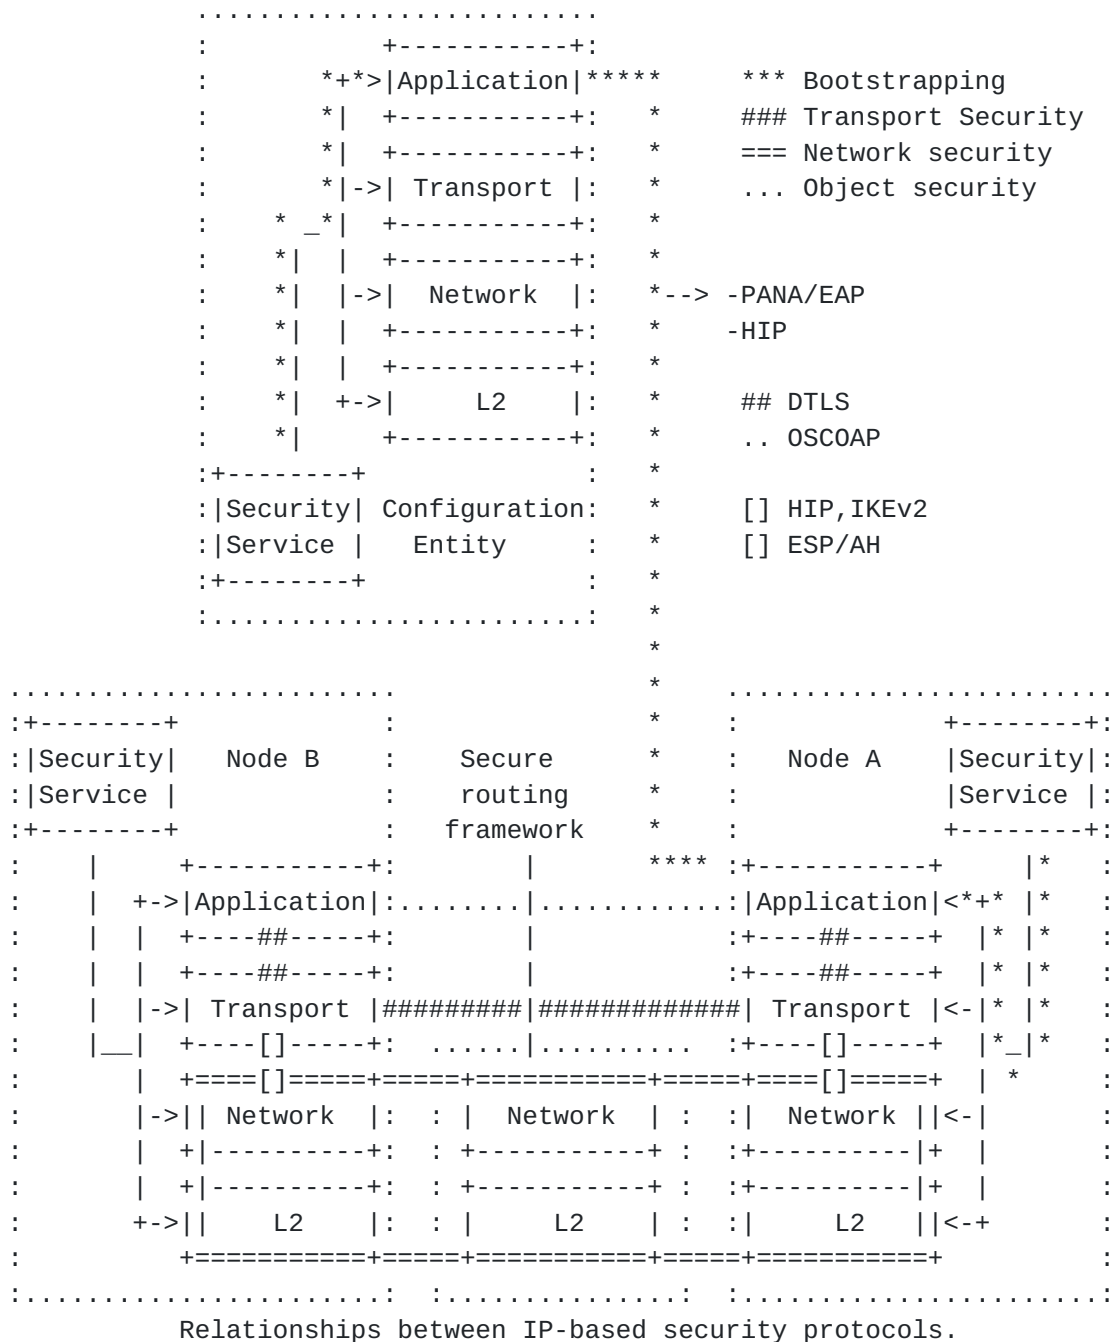 ..........................
            :           +-----------+:
            :       *+*>|Application|*****     *** Bootstrapping
            :       *|  +-----------+:   *     ### Transport Security
            :       *|  +-----------+:   *     === Network security
            :       *|->| Transport |:   *     ... Object security
            :    * _*|  +-----------+:   *
            :    *|  |  +-----------+:   *
            :    *|  |->|  Network  |:   *--> -PANA/EAP
            :    *|  |  +-----------+:   *    -HIP
            :    *|  |  +-----------+:   *
            :    *|  +->|     L2    |:   *     ## DTLS
            :    *|     +-----------+:   *     .. OSCOAP
            :+--------+              :   *
            :|Security| Configuration:   *     [] HIP,IKEv2
            :|Service |   Entity     :   *     [] ESP/AH
            :+--------+              :   *
            :........................:   *
                                         *
.........................                *    .........................
:+--------+             :                *    :             +--------+:
:|Security|   Node B    :     Secure     *    :   Node A    |Security|:
:|Service |             :     routing    *    :             |Service |:
:+--------+             :    framework   *    :             +--------+:
:    |     +-----------+:        |       **** :+-----------+     |*   :
:    |  +->|Application|:........|............:|Application|<*+* |*   :
:    |  |  +----##-----+:        |            :+----##-----+  |* |*   :
:    |  |  +----##-----+:        |            :+----##-----+  |* |*   :
:    |  |->| Transport |#########|#############| Transport |<-|* |*   :
:    |__|  +----[]-----+:  ......|..........  :+----[]-----+  |*_|*   :
:       |  +====[]=====+=====+===========+=====+====[]=====+  | *     :
:       |->|| Network  |:  : |  Network  | :  :|  Network ||<-|       :
:       |  +|----------+:  : +-----------+ :  :+----------|+  |       :
:       |  +|----------+:  : +-----------+ :  :+----------|+  |       :
:       +->||    L2    |:  : |     L2    | :  :|     L2   ||<-+       :
:          +===========+=====+===========+=====+===========+          :
:.......................:  :...............:  :.......................:
           Relationships between IP-based security protocols.